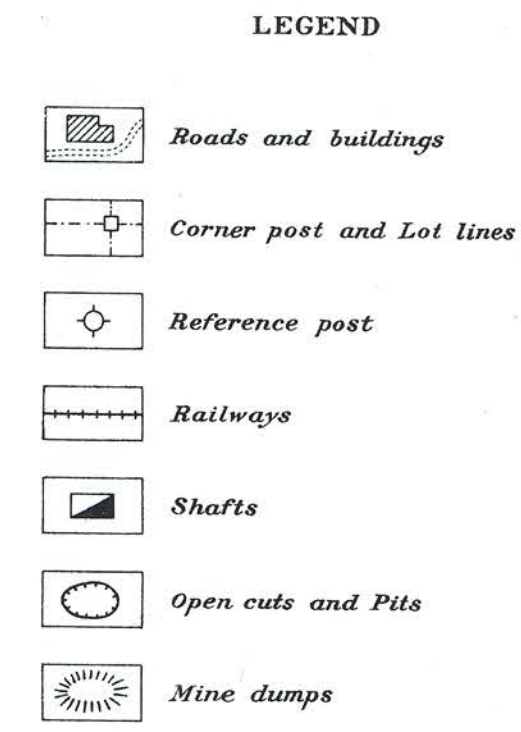 LEGEND
Roads and buildings
Corner post and Lot lines
Reference post
Railways
Shafts
Open cuts and Pits
Mine dumps